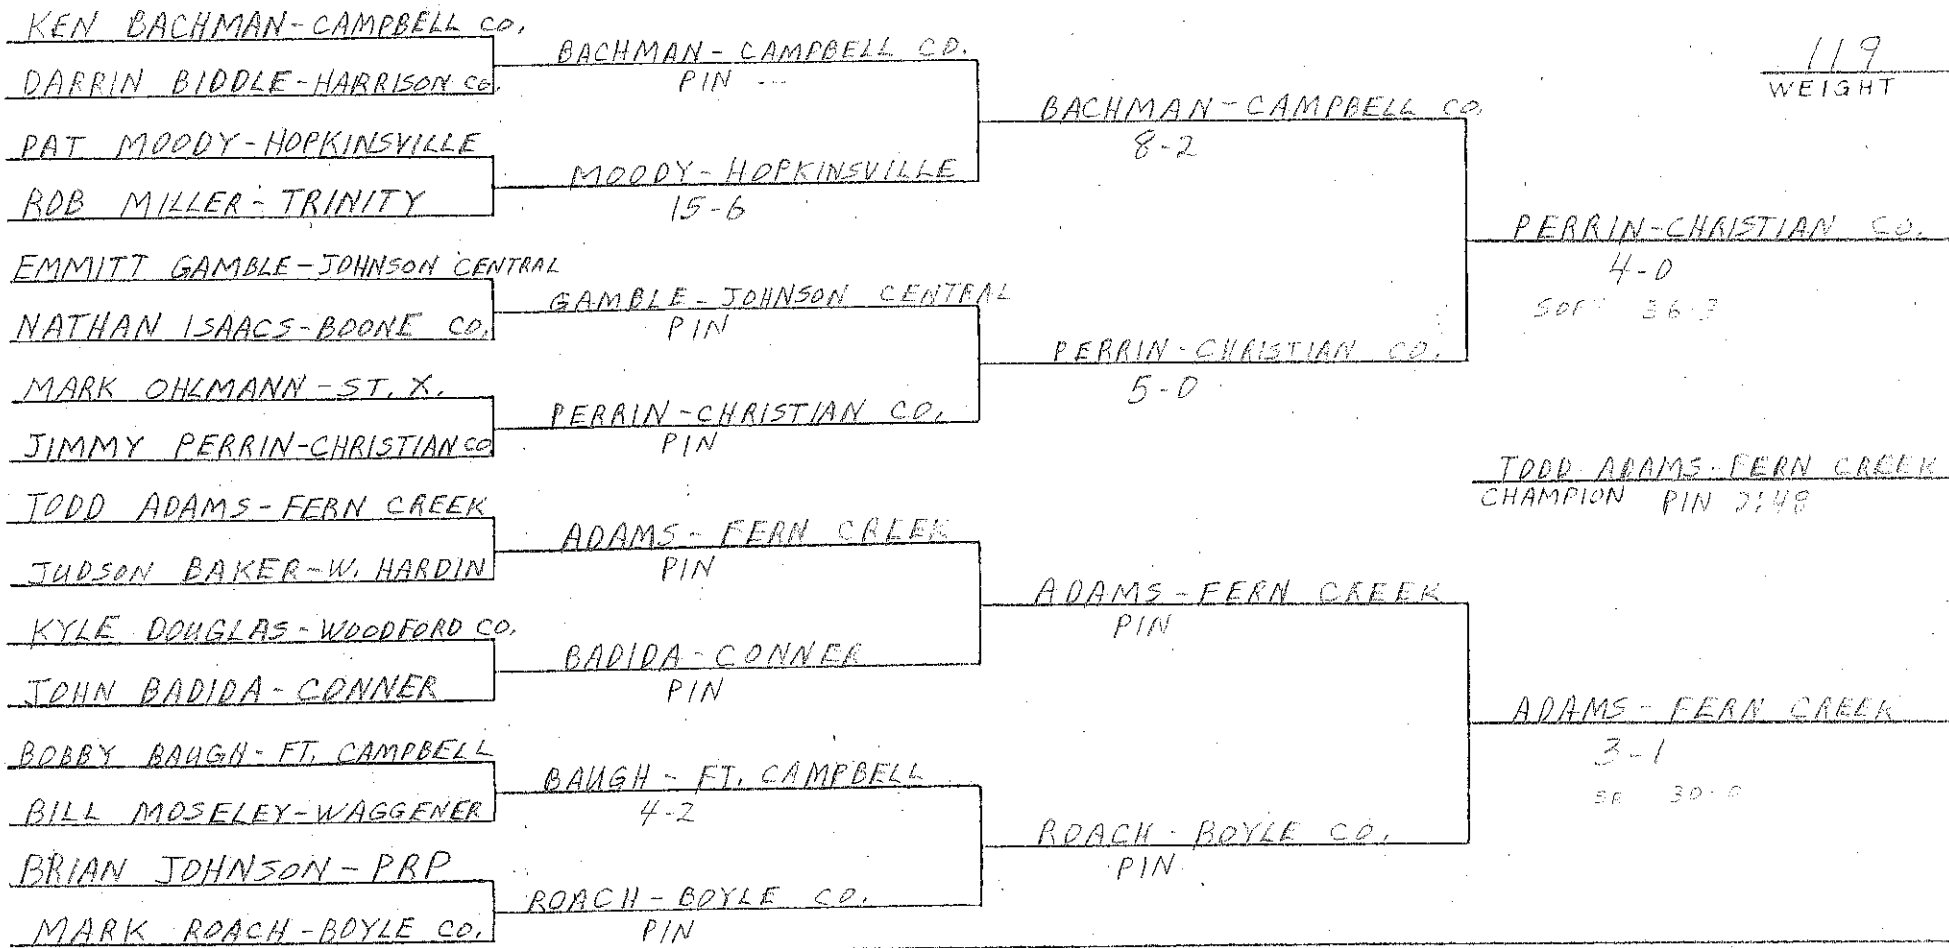 KEN BACHMAN-CAMPBELL CO.
DARRIN BIDDLE-HARRISON CO.
PAT MOODY-HOPKINSVILLE
ROB MILLER-TRINITY
EMMITT GAMBLE-JOHNSON CENTRAL
NATHAN ISAACS-BOONE CO.
MARK OHLMANN-ST. X.
JIMMY PERRIN-CHRISTIAN CO
TODD ADAMS-FERN CREEK
JUDSON BAKER-W. HARDIN
KYLE DOUGLAS-WOODFORD CO.
JOHN BADIDA-CONNER
BOBBY BAUGH-FT. CAMPBELL
BILL MOSELEY-WAGGENER
BRIAN JOHNSON-PRP
MARK ROACH-BOYLE CO.
BACHMAN-CAMPBELL CO.
PIN
MOODY-HOPKINSVILLE
15-6
GAMBLE-JOHNSON CENTRAL
PIN
PERRIN-CHRISTIAN CO.
PIN
ADAMS-FERN CREEK
PIN
BADIDA-CONNER
PIN
BAUGH-FT. CAMPBELL
4-2
ROACH-BOYLE CO.
PIN
BACHMAN-CAMPBELL CO.
8-2
PERRIN-CHRISTIAN CO.
5-0
ADAMS-FERN CREEK
PIN
ROACH-BOYLE CO.
PIN
119
WEIGHT
PERRIN-CHRISTIAN CO.
4-0
36-3
TODD ADAMS-FERN CREEK
CHAMPION PIN
ADAMS-FERN CREEK
3-1
SR